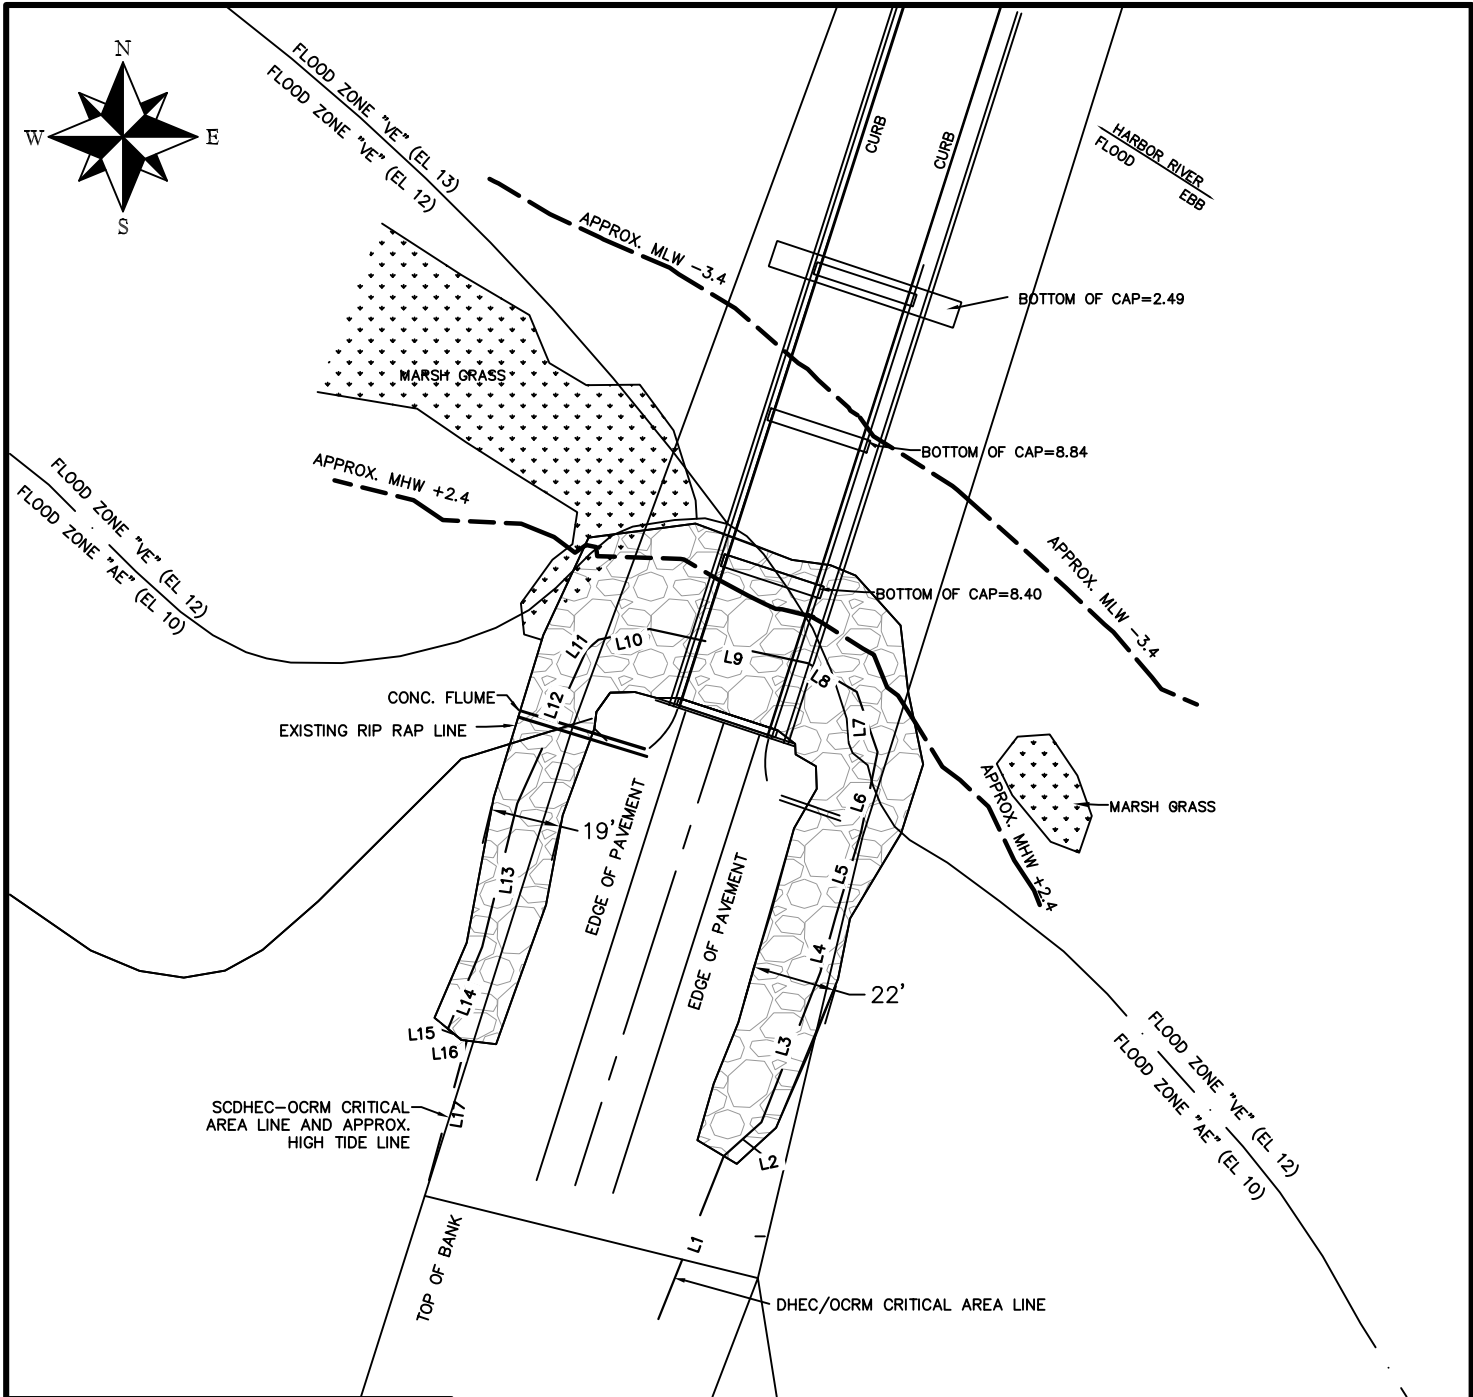 N
W
E
S
FLOOD ZONE "VE" (EL 13)
FLOOD ZONE "VE" (EL 12)
CURB
CURB
HARBOR RIVER
FLOOD
EBB
APPROX. MLW -3.4
BOTTOM OF CAP=2.49
MARSH GRASS
BOTTOM OF CAP=8.84
APPROX. MHW +2.4
FLOOD ZONE "VE" (EL 12)
FLOOD ZONE "AE" (EL 10)
APPROX. MLW -3.4
BOTTOM OF CAP=8.40
L11
L10
L9
L8
CONC. FLUME
L12
EXISTING RIP RAP LINE
L7
L6
APPROX. MHW +2.4
MARSH GRASS
19'
EDGE OF PAVEMENT
L13
L5
EDGE OF PAVEMENT
L4
22'
L14
L15
L16
L3
FLOOD ZONE "VE" (EL 12)
FLOOD ZONE "AE" (EL 10)
SCDHEC-OCRM CRITICAL
AREA LINE AND APPROX.
HIGH TIDE LINE
L17
L2
L1
TOP OF BANK
DHEC/OCRM CRITICAL AREA LINE